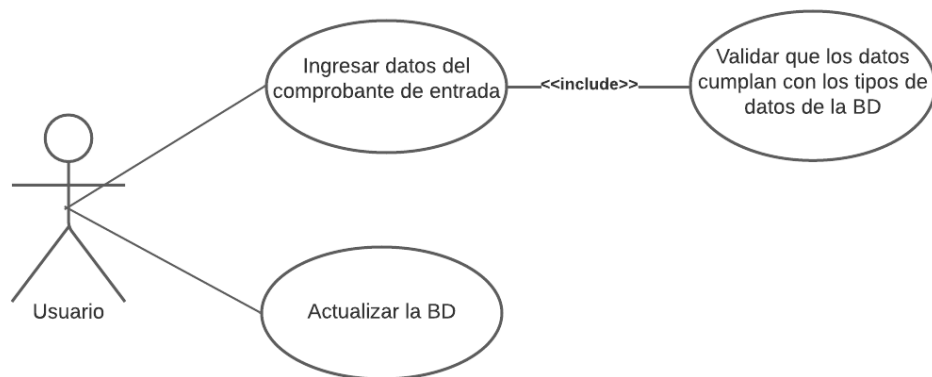 Ingresar datos del
comprobante de entrada
<<include>>
Validar que los datos
cumplan con los tipos de
datos de la BD
Usuario
Actualizar la BD